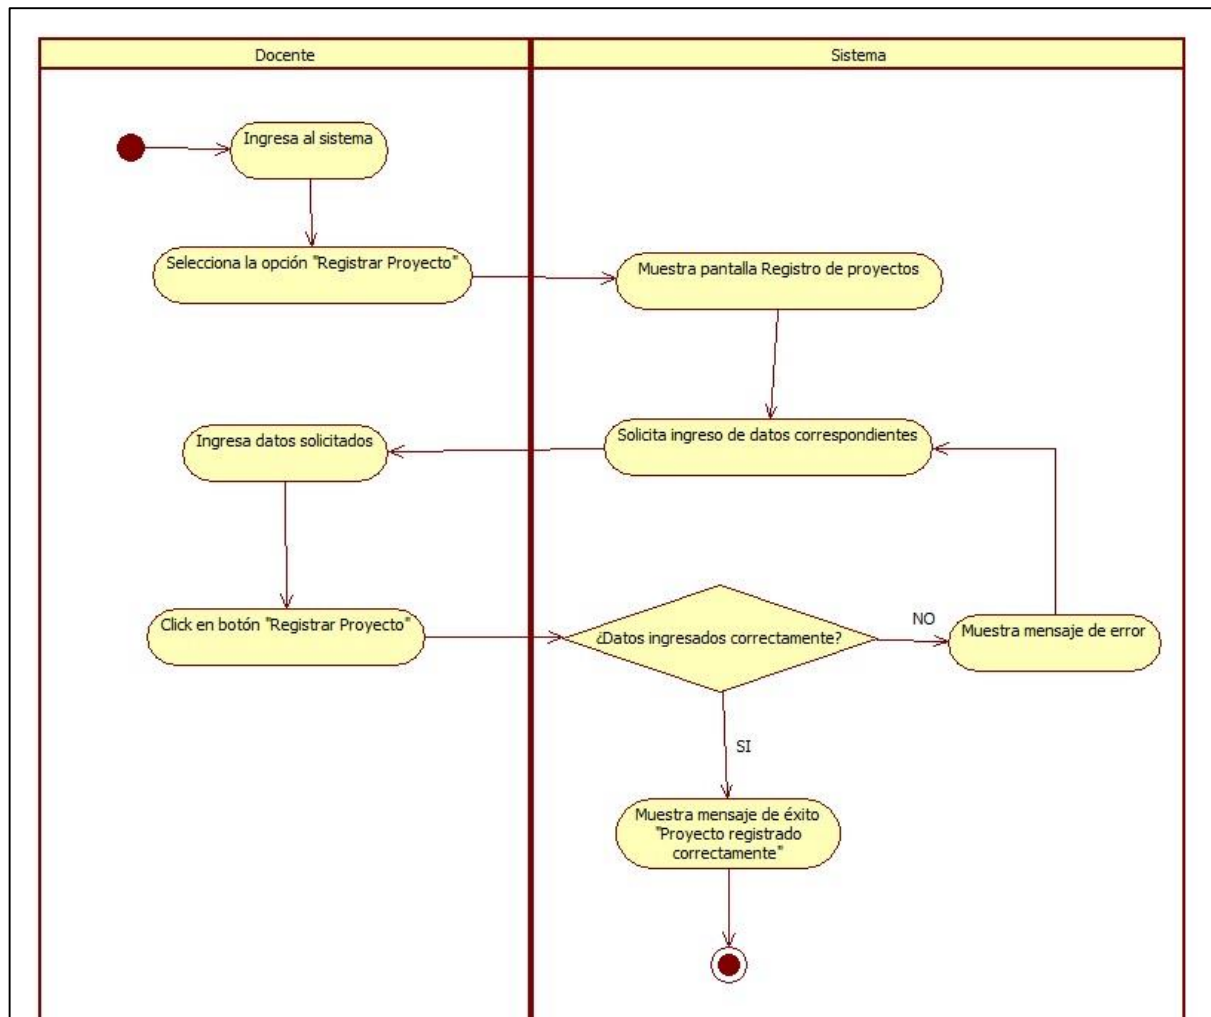 Docente
Sistema
Ingresa al sistema
Selecciona la opción "Registrar Proyecto"
Muestra pantalla Registro de proyectos
Ingresa datos solicitados
Solicita ingreso de datos correspondientes
Click en botón "Registrar Proyecto"
¿Datos ingresados correctamente?
NO
Muestra mensaje de error
SI
Muestra mensaje de éxito
"Proyecto registrado
correctamente"